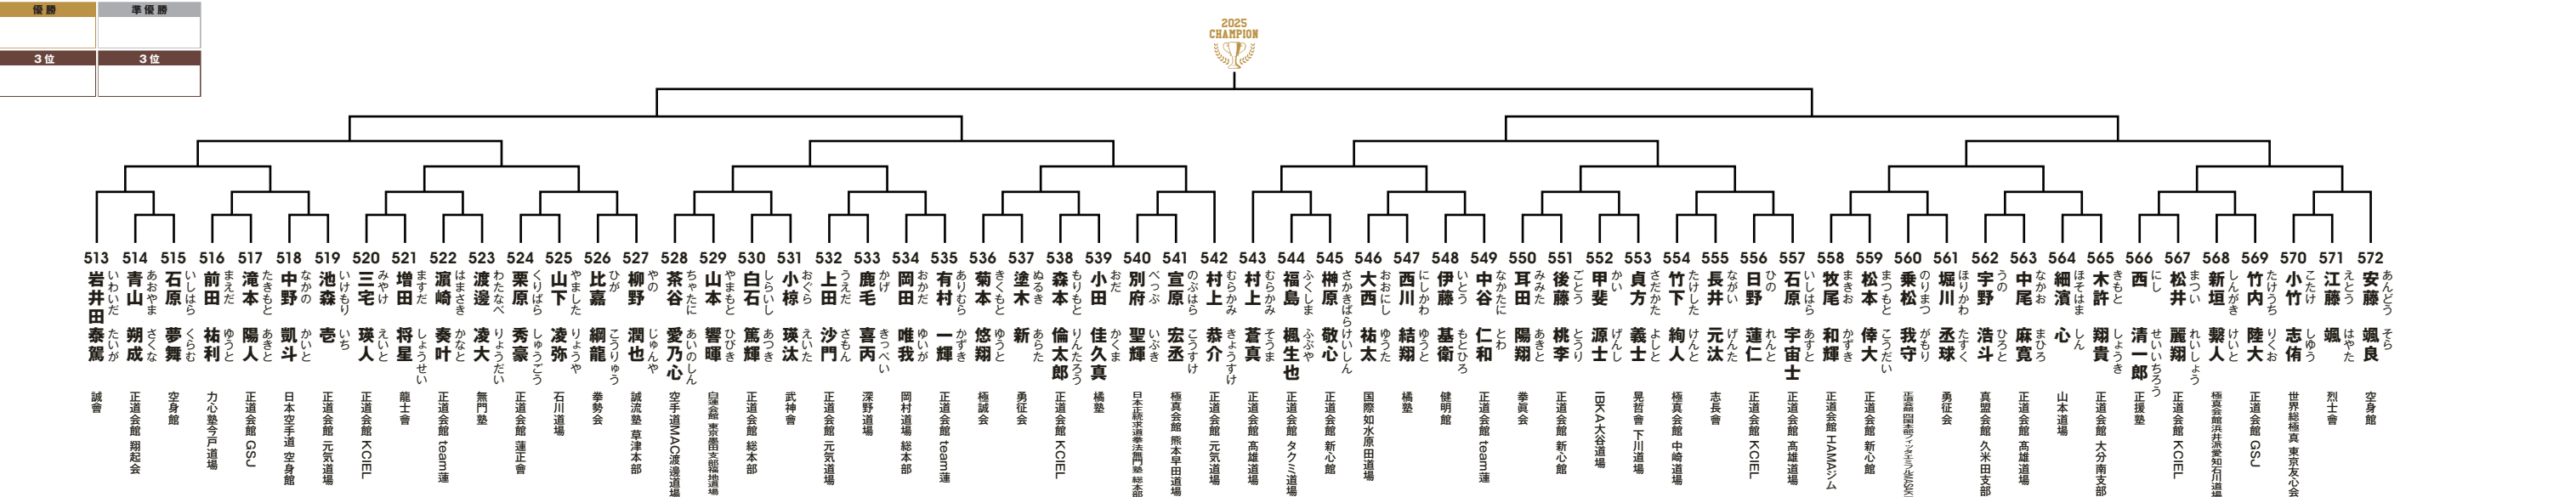 優勝
準優勝
3位
3位
2025
CHAMPION
513 岩井田 泰駕 いわいだ たいが 誠會
514 青山 朔成 あおやま さくな 正道会館 翔起会
515 石原 夢舞 いしはら くらむ 空身館
516 前田 祐利 まえだ ゆうと 力心塾今戸道場
517 滝本 陽人 たきもと あきと 正道会館 GSJ
518 中野 凱斗 なかの かいと 日本空手道 空身館
519 池森 壱 いけもり いち 正道会館 元気道場
520 三宅 瑛人 みやけ えいと 正道会館 KCIEL
521 増田 将星 ますだ しょうせい 龍士會
522 濵崎 奏叶 はまさき かなと 正道会館 team蓮
523 渡邊 凌大 わたなべ りょうだい 無門塾
524 栗原 秀豪 くりばら しゅうごう 正道会館 蓮正會
525 山下 凌弥 やました りょうや 石川道場
526 比嘉 綱龍 ひが こうりゅう 拳勢会
527 柳野 潤也 やの じゅんや 誠流塾 草津本部
528 茶谷 愛乃心 ちゃたに あいのしん 空手道MAC渡邊道場
529 山本 響暉 やまもと ひびき 白蓮会館 東京墨田支部福地道場
530 白石 篤輝 しらいし あつき 正道会館 総本部
531 小椋 瑛汰 おぐら えいた 武神會
532 上田 沙門 うえだ さもん 正道会館 元気道場
533 鹿毛 喜丙 かげ きっぺい 深野道場
534 岡田 唯我 おかだ ゆいが 岡村道場 総本部
535 有村 一輝 ありむら かずき 正道会館 team蓮
536 菊本 悠翔 きくもと ゆうと 極誠会
537 塗木 新 ぬるき あらた 勇征会
538 森本 倫太郎 もりもと りんたろう 正道会館 KCIEL
539 小田 佳久真 おだ かくま 橘塾
540 別府 聖輝 べっぷ いぶき 日本正統求道拳法無門塾 総本部
541 宣原 宏丞 のぶはら こうすけ 極真会館 熊本早田道場
542 村上 恭介 むらかみ きょうすけ 正道会館 元気道場
543 村上 蒼真 むらかみ そうま 正道会館 高雄道場
544 福島 楓生也 ふくしま ふうや 正道会館 タクミ道場
545 榊原 敬心 さかきばら けいしん 正道会館 新心館
546 大西 祐太 おおにし ゆうた 国際如水原田道場
547 西川 結翔 にしかわ ゆうと 橘塾
548 伊藤 基衛 いとう もとひろ 健明館
549 中谷 仁和 なかたに とわ 正道会館 team蓮
550 耳田 陽翔 みみた あきと 拳眞会
551 後藤 桃李 ごとう とうり 正道会館 新心館
552 甲斐 源士 かい げんし IBKA大谷道場
553 貞方 義士 さだかた よしと 晃哲會 下川道場
554 竹下 絢人 たけした けんと 極真会館 中崎道場
555 長井 元汰 ながい げんた 志長會
556 日野 蓮仁 ひの れんと 正道会館 KCIEL
557 石原 宇宙士 いしはら あすと 正道会館 高雄道場
558 牧尾 和輝 まきお かずき 正道会館 HAMAジム
559 松本 倖大 まつもと こうだい 正道会館 新心館
560 乗松 我守 のりまつ がもり
561 堀川 丞球 ほりかわ たすく 勇征会
562 宇野 浩斗 うの ひろと 真盟会館 久米田支部
563 中尾 麻寛 なかお まひろ 正道会館 高雄道場
564 細濱 心 ほそはま しん 山本道場
565 木許 翔貴 きもと しょうき 正道会館 大分南支部
566 西 清一郎 にし せいいちろう 正援塾
567 松井 麗翔 まつい れいしょう 正道会館 KCIEL
568 新垣 繋人 しんがき けいと 極真会館浜井派愛知石川道場
569 竹内 陸大 たけうち りくお 正道会館 GSJ
570 小竹 志侑 こたけ しゆう 世界総極真 東京友心会
571 江藤 颯 えとう はやた 烈士會
572 安藤 颯良 あんどう そら 空身館